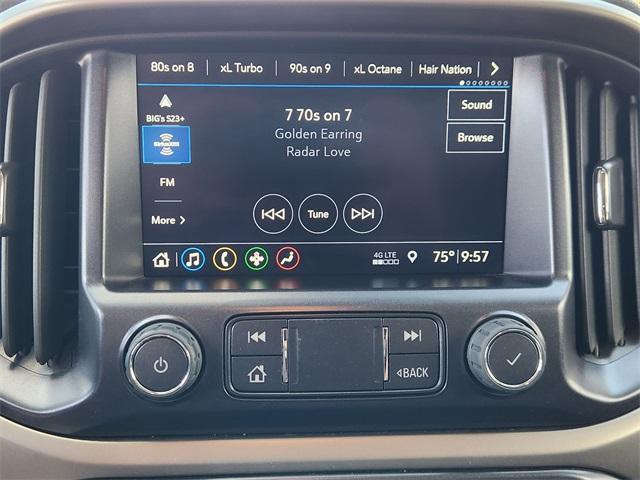 80s on 8 xL Turbo 90s on 9 xL Octane Hair Nation
BIG's S23+
SiriusXM
FM
More
7 70s on 7
Golden Earring
Radar Love
Sound
Browse
Tune
4G LTE
75° 9:57
BACK